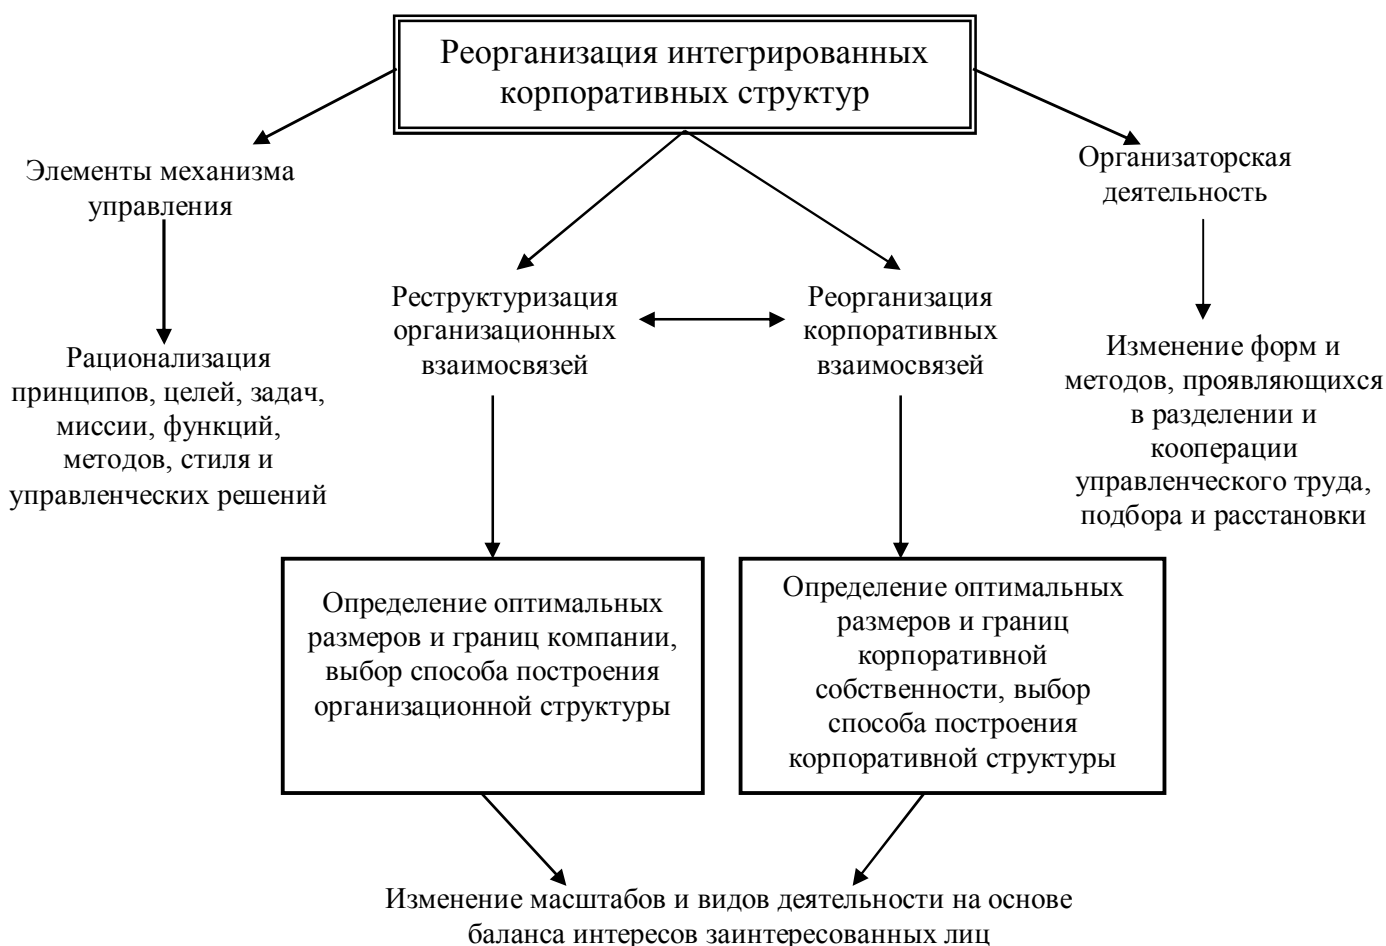 Реорганизация интегрированных
корпоративных структур
Элементы механизма
управления
Организаторская
деятельность
Реструктуризация
организационных
взаимосвязей
Реорганизация
корпоративных
взаимосвязей
Рационализация
принципов, целей, задач,
миссии, функций,
методов, стиля и
управленческих решений
Изменение форм и
методов, проявляющихся
в разделении и
кооперации
управленческого труда,
подбора и расстановки
Определение оптимальных
размеров и границ компании,
выбор способа построения
организационной структуры
Определение оптимальных
размеров и границ
корпоративной
собственности, выбор
способа построения
корпоративной структуры
Изменение масштабов и видов деятельности на основе
баланса интересов заинтересованных лиц